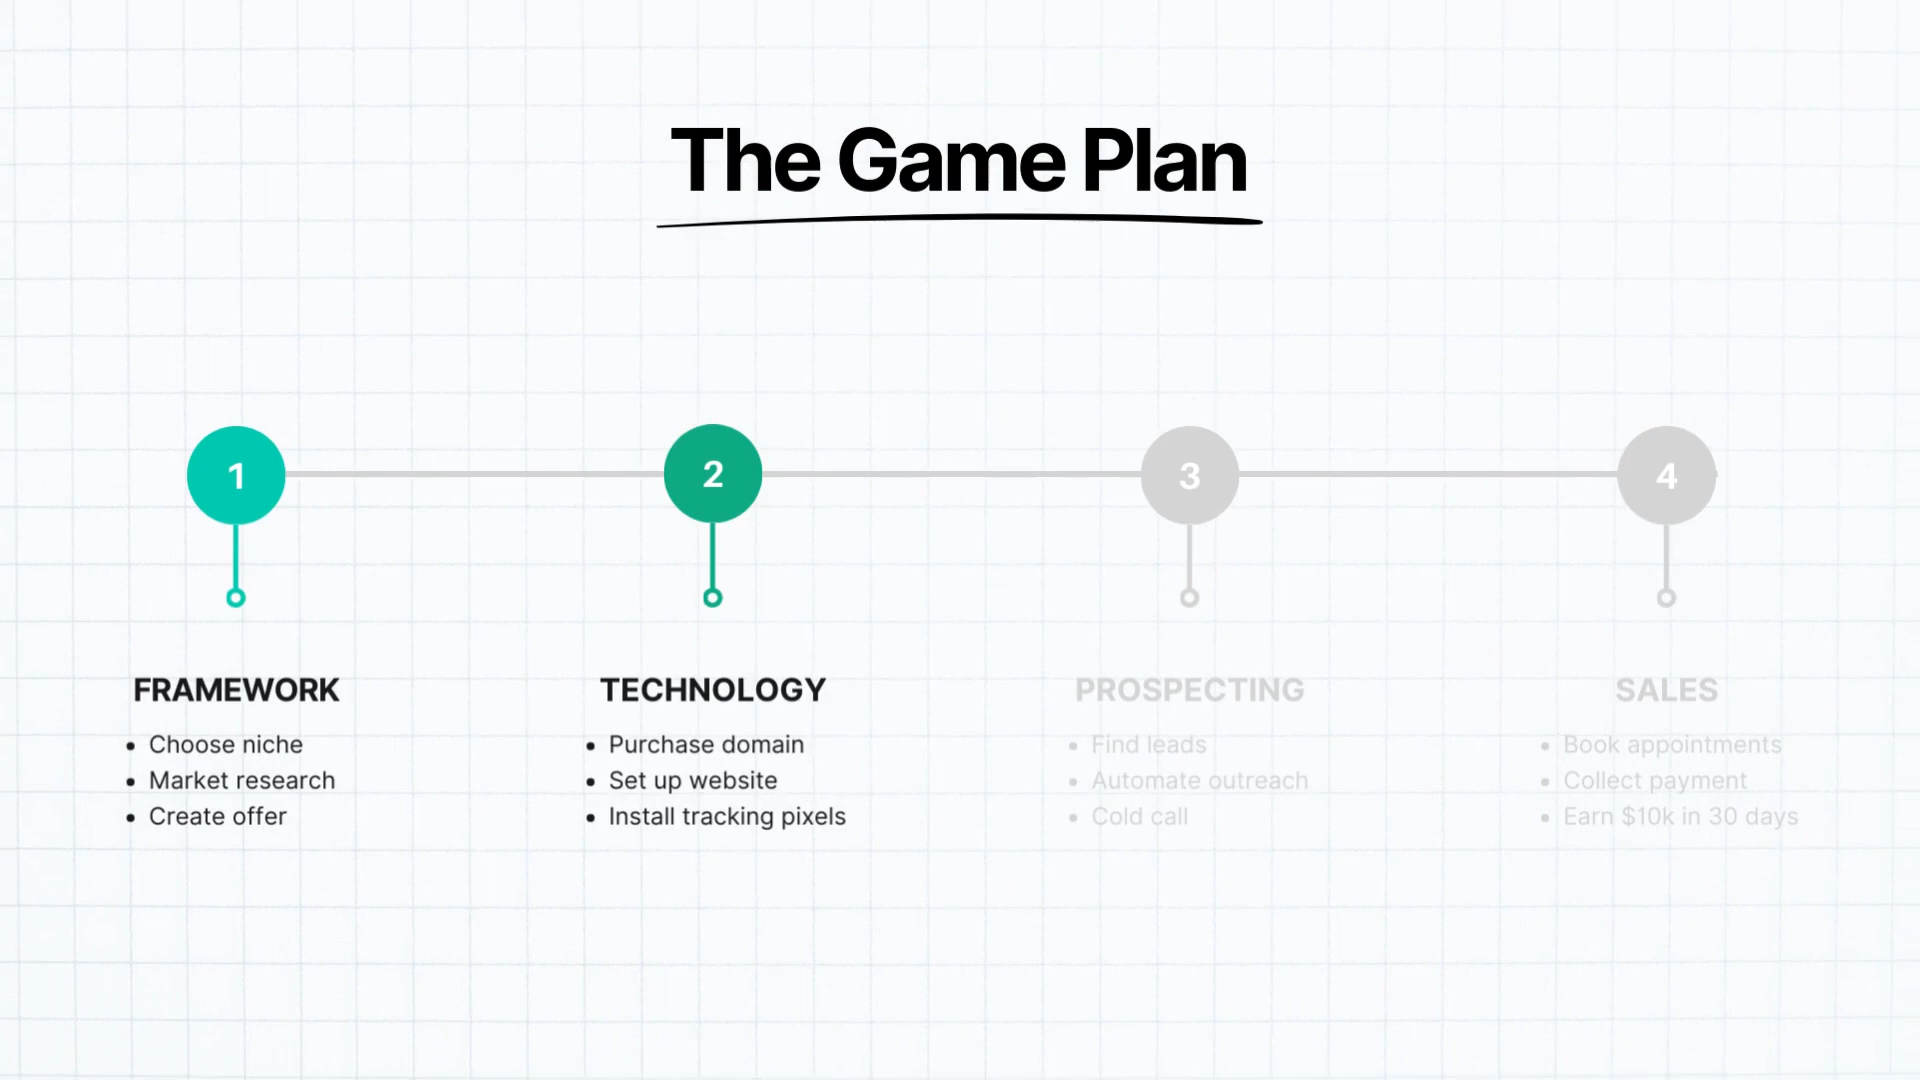 The Game Plan
1
2
3
4
FRAMEWORK
• Choose niche
• Market research
• Create offer
TECHNOLOGY
• Purchase domain
• Set up website
• Install tracking pixels
PROSPECTING
• Find leads
• Automate outreach
• Cold call
SALES
• Book appointments
• Collect payment
• Earn $10k in 30 days